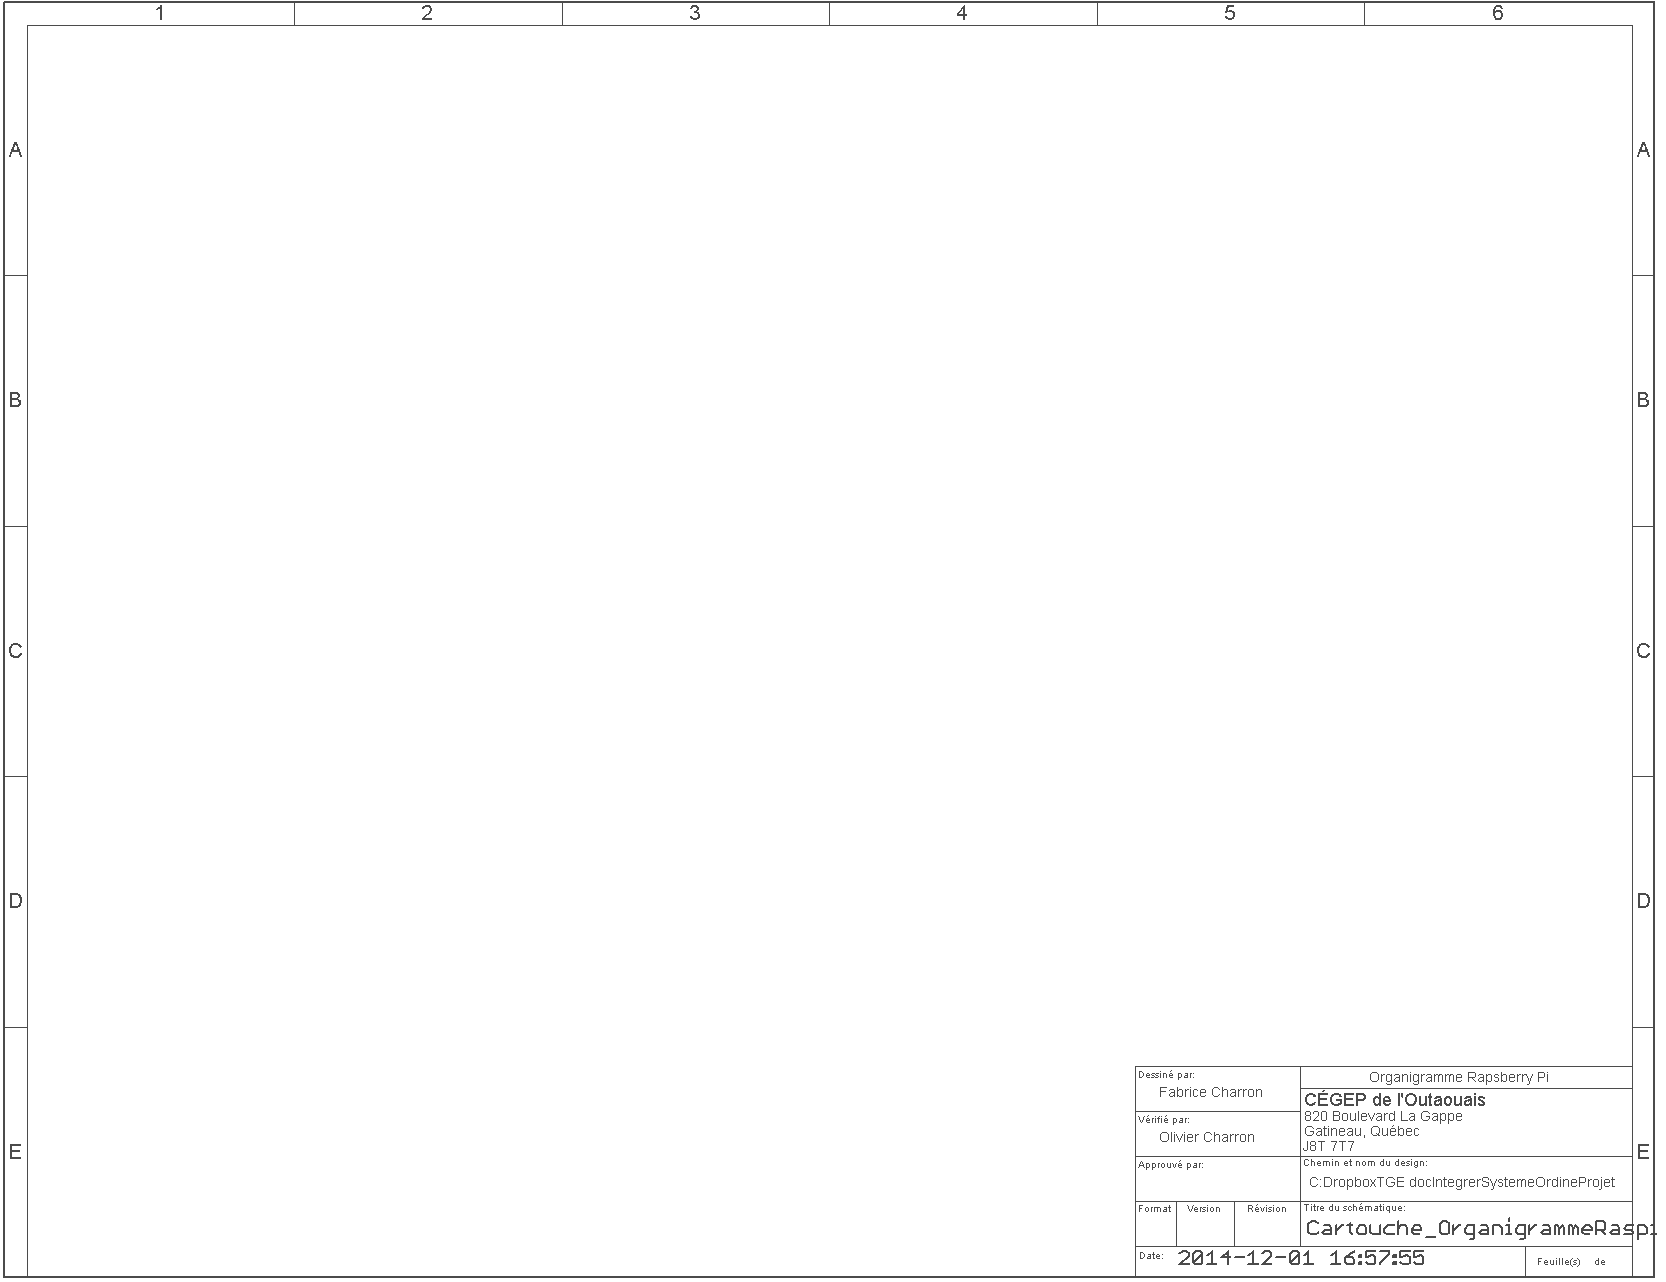 1 2 3 4 5 6
A A
B B
C C
D D
E E
Dessiné par:
Fabrice Charron
Organigramme Rapsberry Pi
CÉGEP de l'Outaouais
820 Boulevard La Gappe
Gatineau, Québec
J8T 7T7
Vérifié par:
Olivier Charron
Approuvé par:
Chemin et nom du design:
C:DropboxTGE docIntegrerSystemeOrdineProjet
Format Version Révision
Titre du schématique:
Cartouche_OrganigrammeRaspi
Date: 2014-12-01 16:57:55
Feuille(s) de